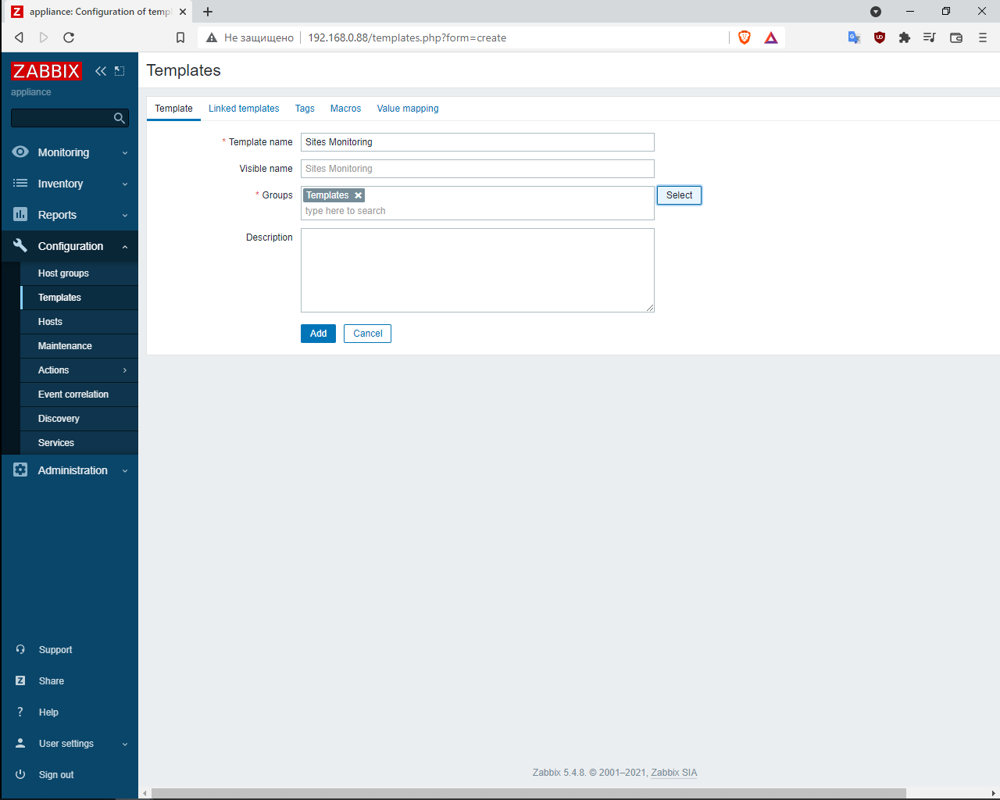 Z appliance: Configuration of temp
Не защищено 192.168.0.88/templates.php?form=create
ZABBIX
appliance
Monitoring
Inventory
Reports
Configuration
Host groups
Templates
Hosts
Maintenance
Actions
Event correlation
Discovery
Services
Administration
Support
Z Share
? Help
User settings
Sign out
Templates
Template Linked templates Tags Macros Value mapping
* Template name Sites Monitoring
Visible name Sites Monitoring
* Groups Templates Select
type here to search
Description
Add Cancel
Zabbix 5.4.8. © 2001–2021, Zabbix SIA